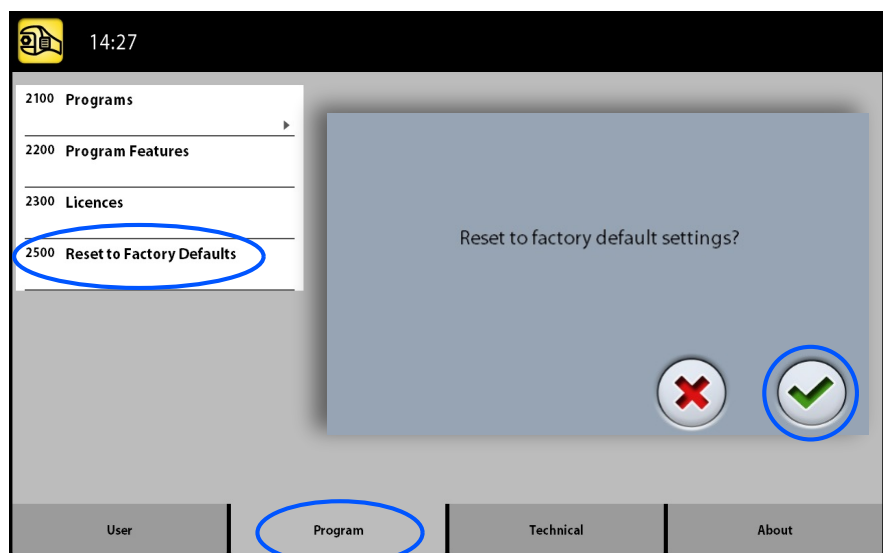 14:27
2100 Programs
2200 Program Features
2300 Licences
2500 Reset to Factory Defaults
Reset to factory default settings?
User
Program
Technical
About